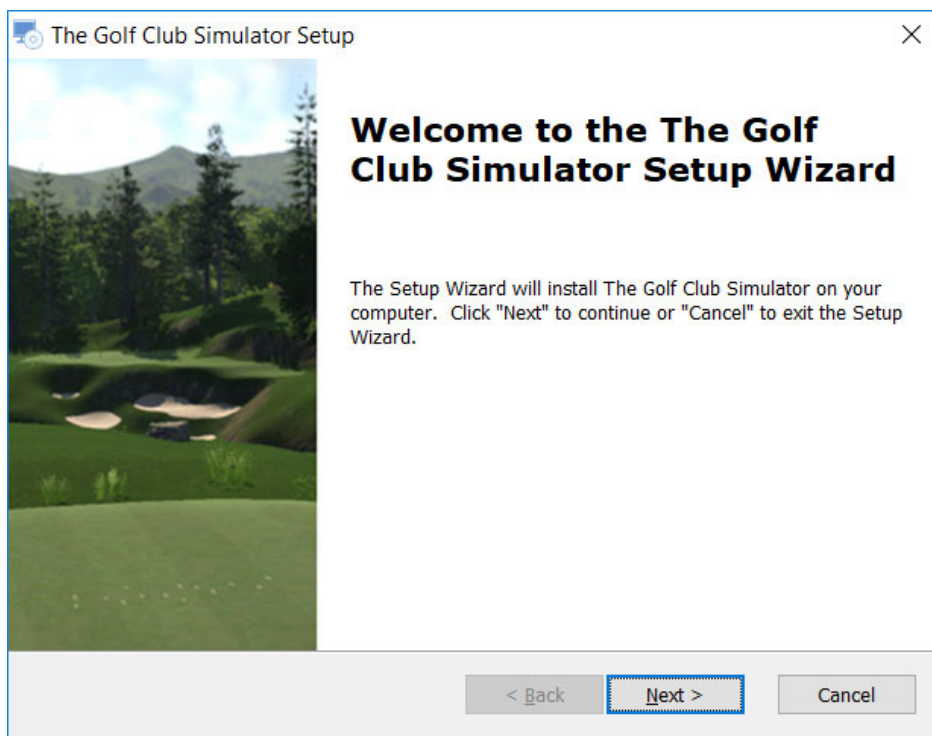 The Golf Club Simulator Setup
Welcome to the The Golf
Club Simulator Setup Wizard
The Setup Wizard will install The Golf Club Simulator on your
computer.  Click "Next" to continue or "Cancel" to exit the Setup
Wizard.
< Back
Next >
Cancel